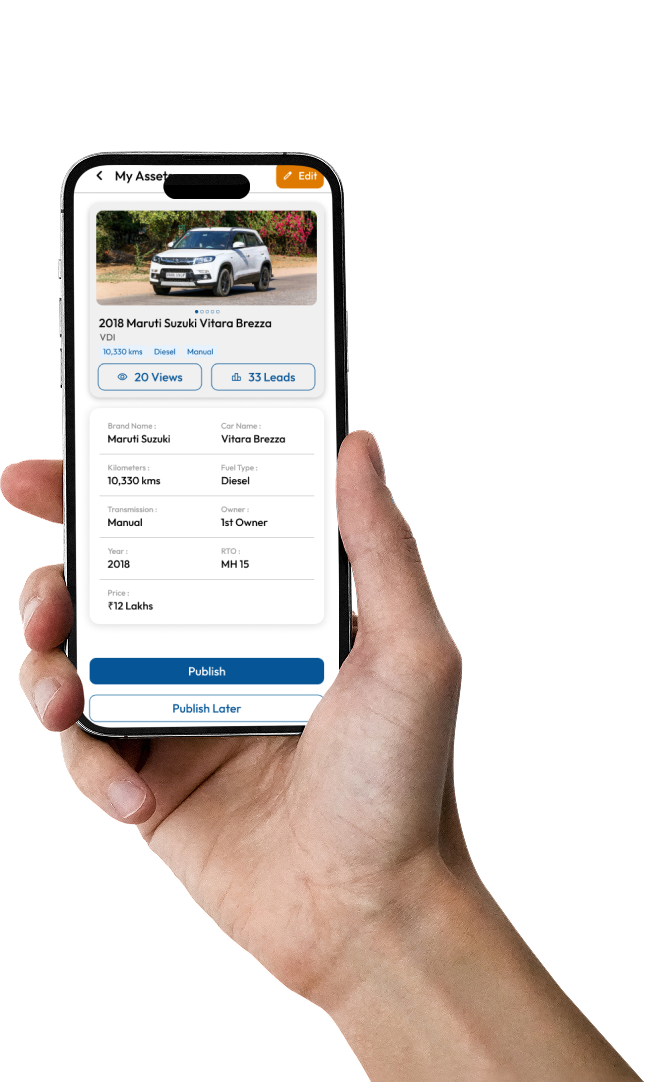 My Assets
Edit
2018 Maruti Suzuki Vitara Brezza
VDI
10,330 kms Diesel Manual
20 Views 33 Leads
Brand Name : Car Name :
Maruti Suzuki Vitara Brezza
Kilometers : Fuel Type :
10,330 kms Diesel
Transmission : Owner :
Manual 1st Owner
Year : RTO :
2018 MH 15
Price :
₹12 Lakhs
Publish
Publish Later